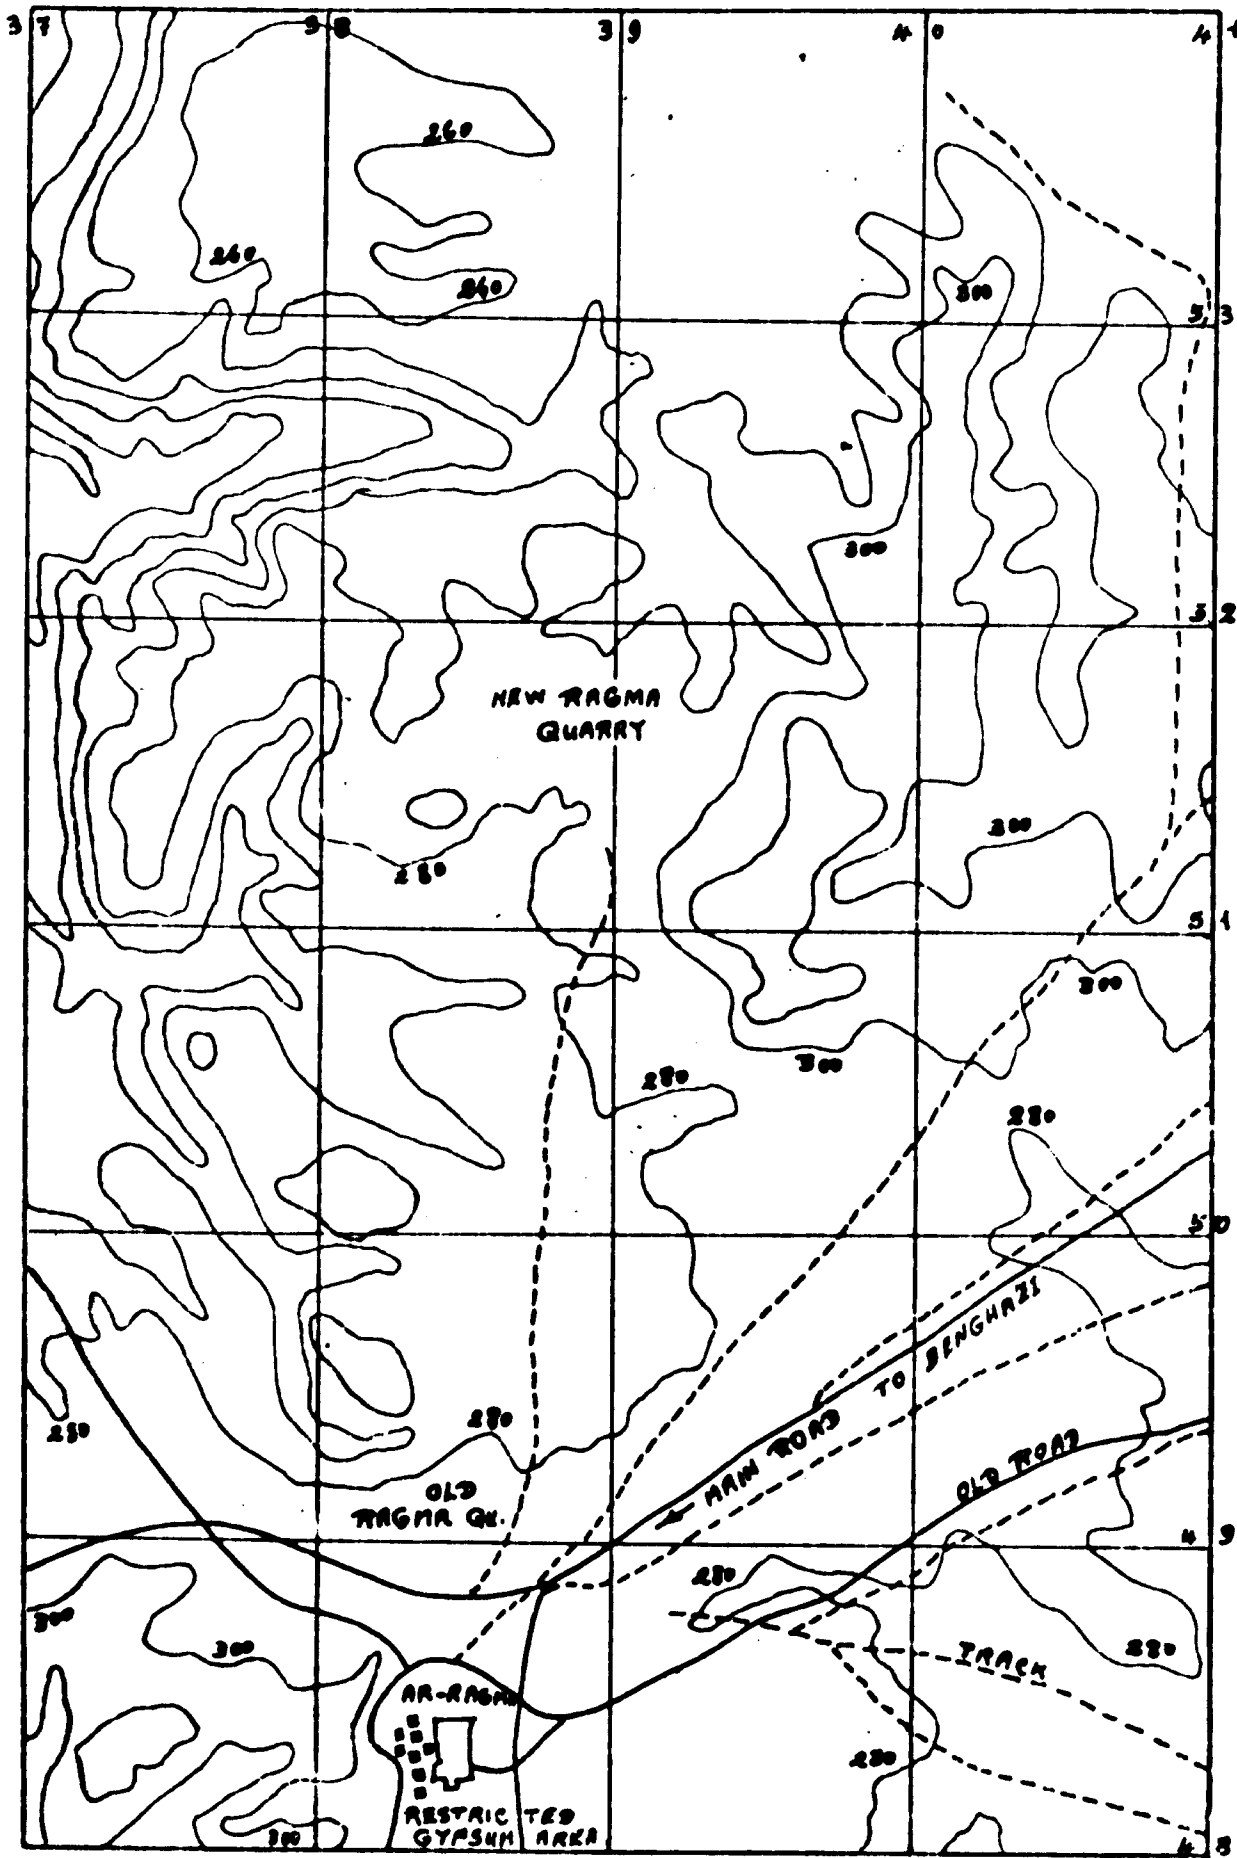 37 38 39 40 41
260
260
260
300
53
300
52
NEW RAGMA
QUARRY
300
280
51
300
300
280
280
50
MAIN ROAD TO BENGHAZI
280
280
OLD ROAD
OLD
RAGMA QU.
49
280
300
300
280
TRACK
AR-RAGMA
280
RESTRICTED
GYPSUM AREA
300
48